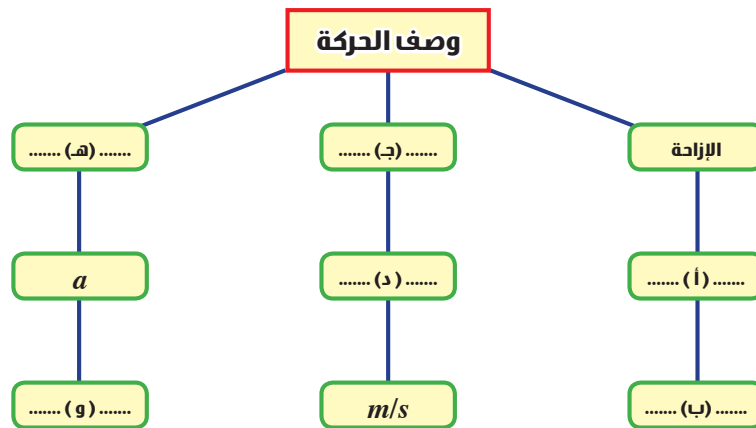 وصف الحركة
الإزاحة
....... (جـ) .......
....... (هـ) .......
....... ( أ ) .......
....... ( د ) .......
a
....... (ب) .......
m/s
....... ( و ) .......